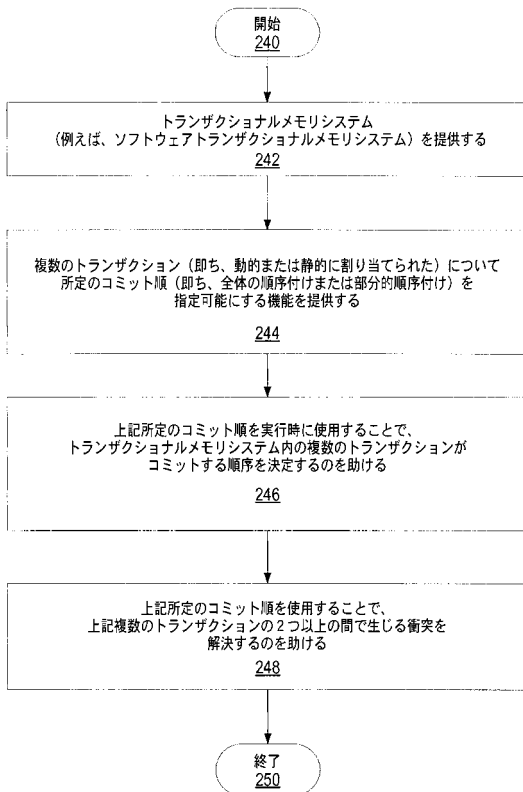 開始
240
トランザクショナルメモリシステム
(例えば、ソフトウェアトランザクショナルメモリシステム)を提供する
242
複数のトランザクション(即ち、動的または静的に割り当てられた)について
所定のコミット順(即ち、全体の順序付けまたは部分的順序付け)を
指定可能にする機能を提供する
244
上記所定のコミット順を実行時に使用することで、
トランザクショナルメモリシステム内の複数のトランザクションが
コミットする順序を決定するのを助ける
246
上記所定のコミット順を使用することで、
上記複数のトランザクションの2つ以上の間で生じる衝突を
解決するのを助ける
248
終了
250